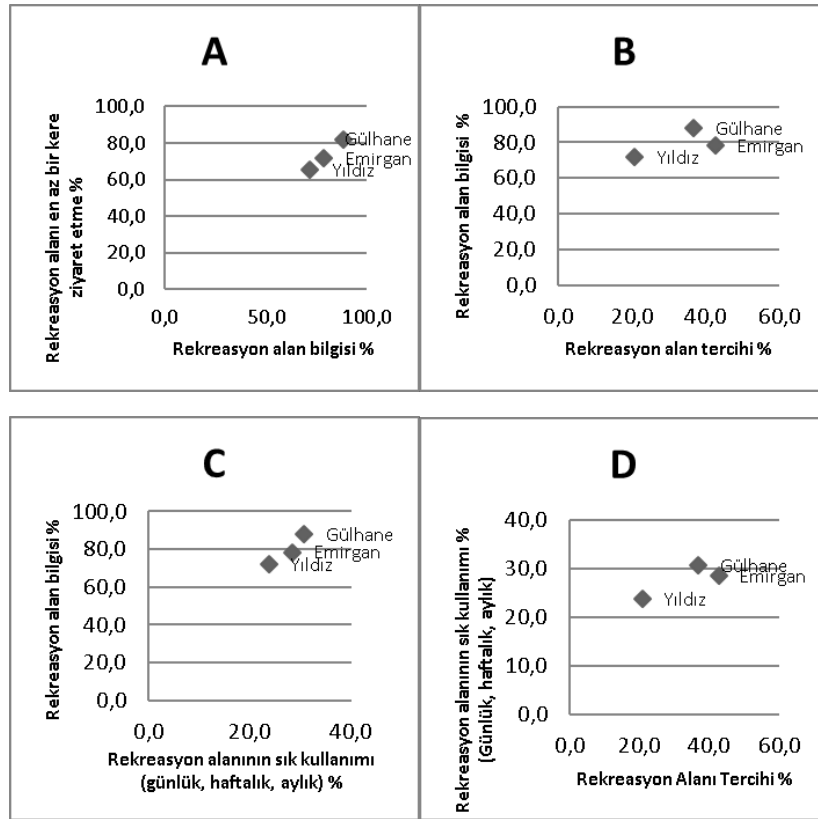 A
Rekreasyon alanı en az bir kere
ziyaret etme %
100,0
80,0
60,0
40,0
20,0
0,0
Gülhane
Emirgan
Yıldız
0,0 50,0 100,0
Rekreasyon alan bilgisi %
B
Rekreasyon alan bilgisi %
100,0
80,0
60,0
40,0
20,0
0,0
Gülhane
Emirgan
Yıldız
0,0 20,0 40,0 60,0
Rekreasyon alan tercihi %
C
Rekreasyon alan bilgisi %
100,0
80,0
60,0
40,0
20,0
0,0
Gülhane
Emirgan
Yıldız
0,0 20,0 40,0
Rekreasyon alanının sık kullanımı
(günlük, haftalık, aylık) %
D
Rekreasyon alanının sık kullanımı %
(Günlük, haftalık, aylık)
40,0
30,0
20,0
10,0
0,0
Gülhane
Emirgan
Yıldız
0,0 20,0 40,0 60,0
Rekreasyon Alanı Tercihi %